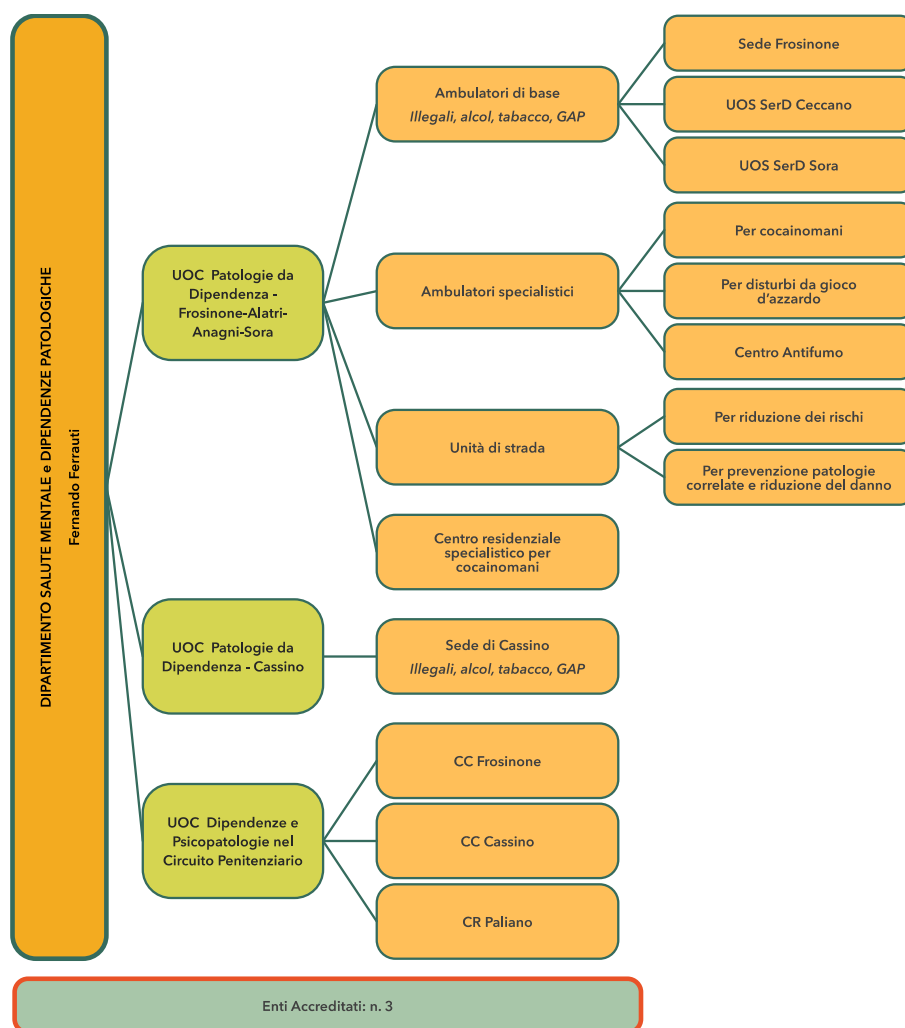 DIPARTIMENTO SALUTE MENTALE e DIPENDENZE PATOLOGICHE
Fernando Ferrauti
UOC Patologie da
Dipendenza -
Frosinone-Alatri-
Anagni-Sora
Ambulatori di base
Illegali, alcol, tabacco, GAP
Sede Frosinone
UOS SerD Ceccano
UOS SerD Sora
Ambulatori specialistici
Per cocainomani
Per disturbi da gioco
d’azzardo
Centro Antifumo
Unità di strada
Per riduzione dei rischi
Per prevenzione patologie
correlate e riduzione del danno
Centro residenziale
specialistico per
cocainomani
UOC Patologie da
Dipendenza - Cassino
Sede di Cassino
Illegali, alcol, tabacco, GAP
UOC Dipendenze e
Psicopatologie nel
Circuito Penitenziario
CC Frosinone
CC Cassino
CR Paliano
Enti Accreditati: n. 3